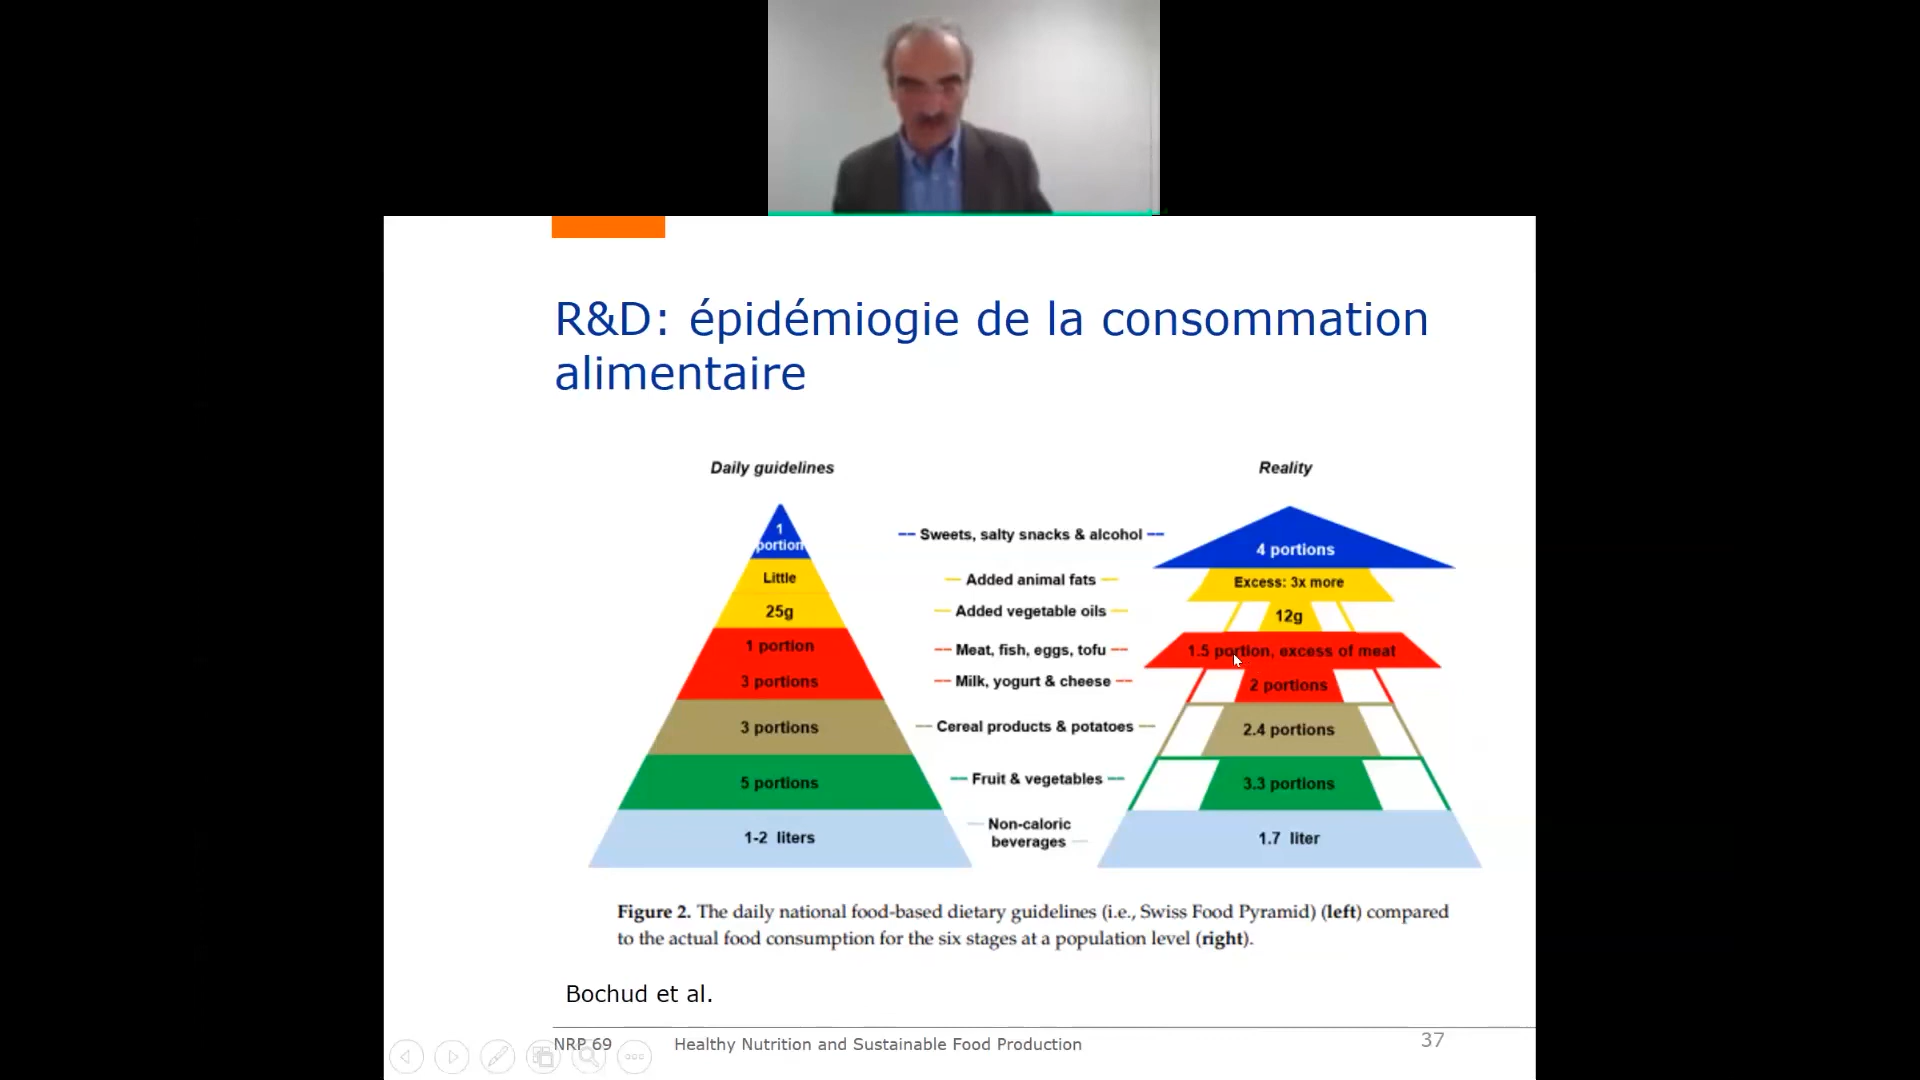 R&D: épidémiogie de la consommation
alimentaire
Daily guidelines
Reality
1
portion
Sweets, salty snacks & alcohol
4 portions
Little
Added animal fats
Excess: 3x more
25g
Added vegetable oils
12g
1 portion
Meat, fish, eggs, tofu
1.5 portion, excess of meat
3 portions
Milk, yogurt & cheese
2 portions
3 portions
Cereal products & potatoes
2.4 portions
5 portions
Fruit & vegetables
3.3 portions
1-2 liters
Non-caloric
beverages
1.7 liter
Figure 2. The daily national food-based dietary guidelines (i.e., Swiss Food Pyramid) (left) compared
to the actual food consumption for the six stages at a population level (right).
Bochud et al.
NRP 69
Healthy Nutrition and Sustainable Food Production
37